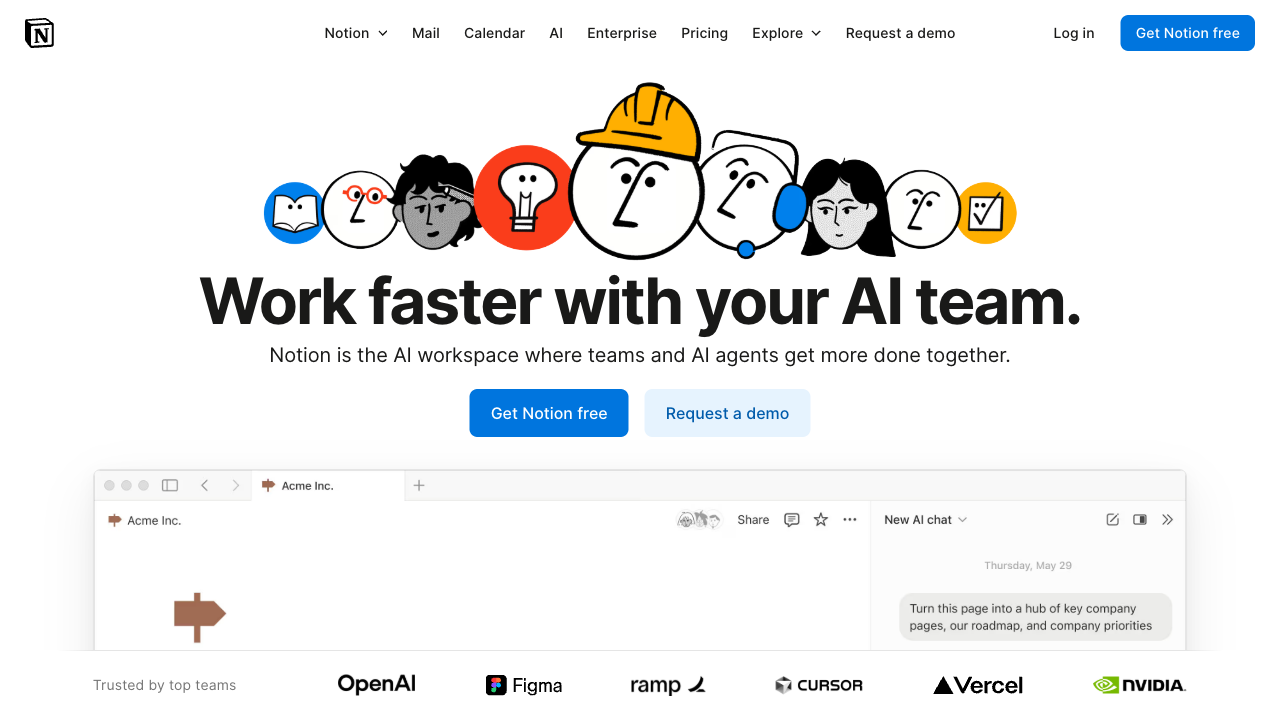 N
Notion
Mail
Calendar
AI
Enterprise
Pricing
Explore
Request a demo
Log in
Get Notion free
Work faster with your AI team.
Notion is the AI workspace where teams and AI agents get more done together.
Get Notion free
Request a demo
Acme Inc.
Acme Inc.
Share
New AI chat
Thursday, May 29
Turn this page into a hub of key company
pages, our roadmap, and company priorities
Trusted by top teams
OpenAI
Figma
ramp
CURSOR
Vercel
NVIDIA.